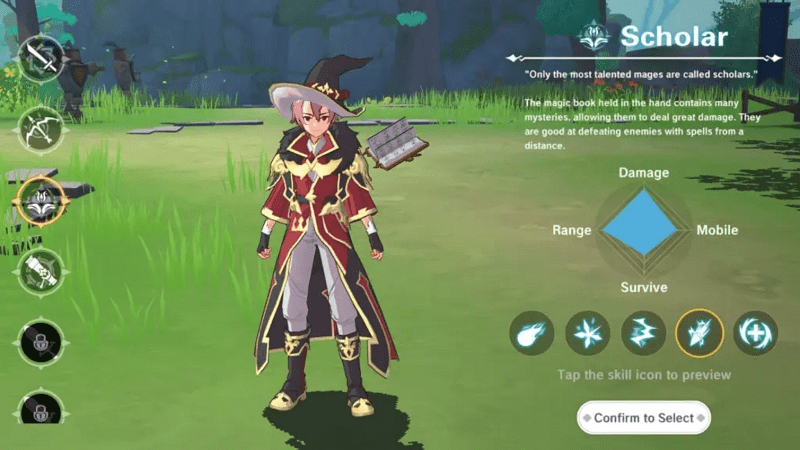 Scholar
"Only the most talented mages are called scholars."
The magic book held in the hand contains many
mysteries, allowing them to deal great damage. They
are good at defeating enemies with spells from a
distance.
Damage
Range
Mobile
Survive
Tap the skill icon to preview
Confirm to Select